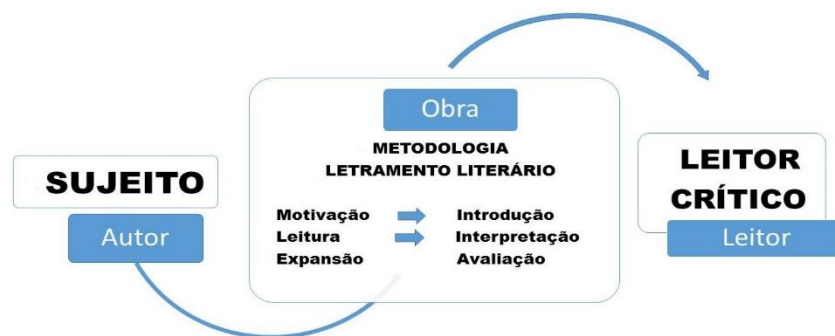 SUJEITO
Autor
Obra
METODOLOGIA
LETRAMENTO LITERÁRIO
Motivação Introdução
Leitura Interpretação
Expansão Avaliação
LEITOR
CRÍTICO
Leitor